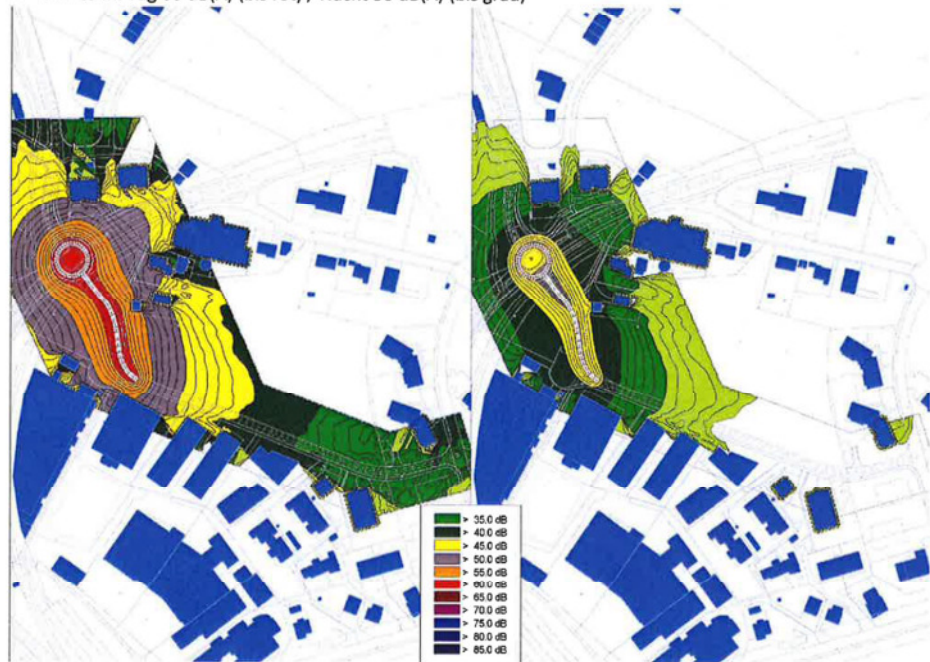 dB(A)
> 35.0 dB
> 40.0 dB
> 45.0 dB
> 50.0 dB
> 55.0 dB
> 60.0 dB
> 65.0 dB
> 70.0 dB
> 75.0 dB
> 80.0 dB
> 85.0 dB